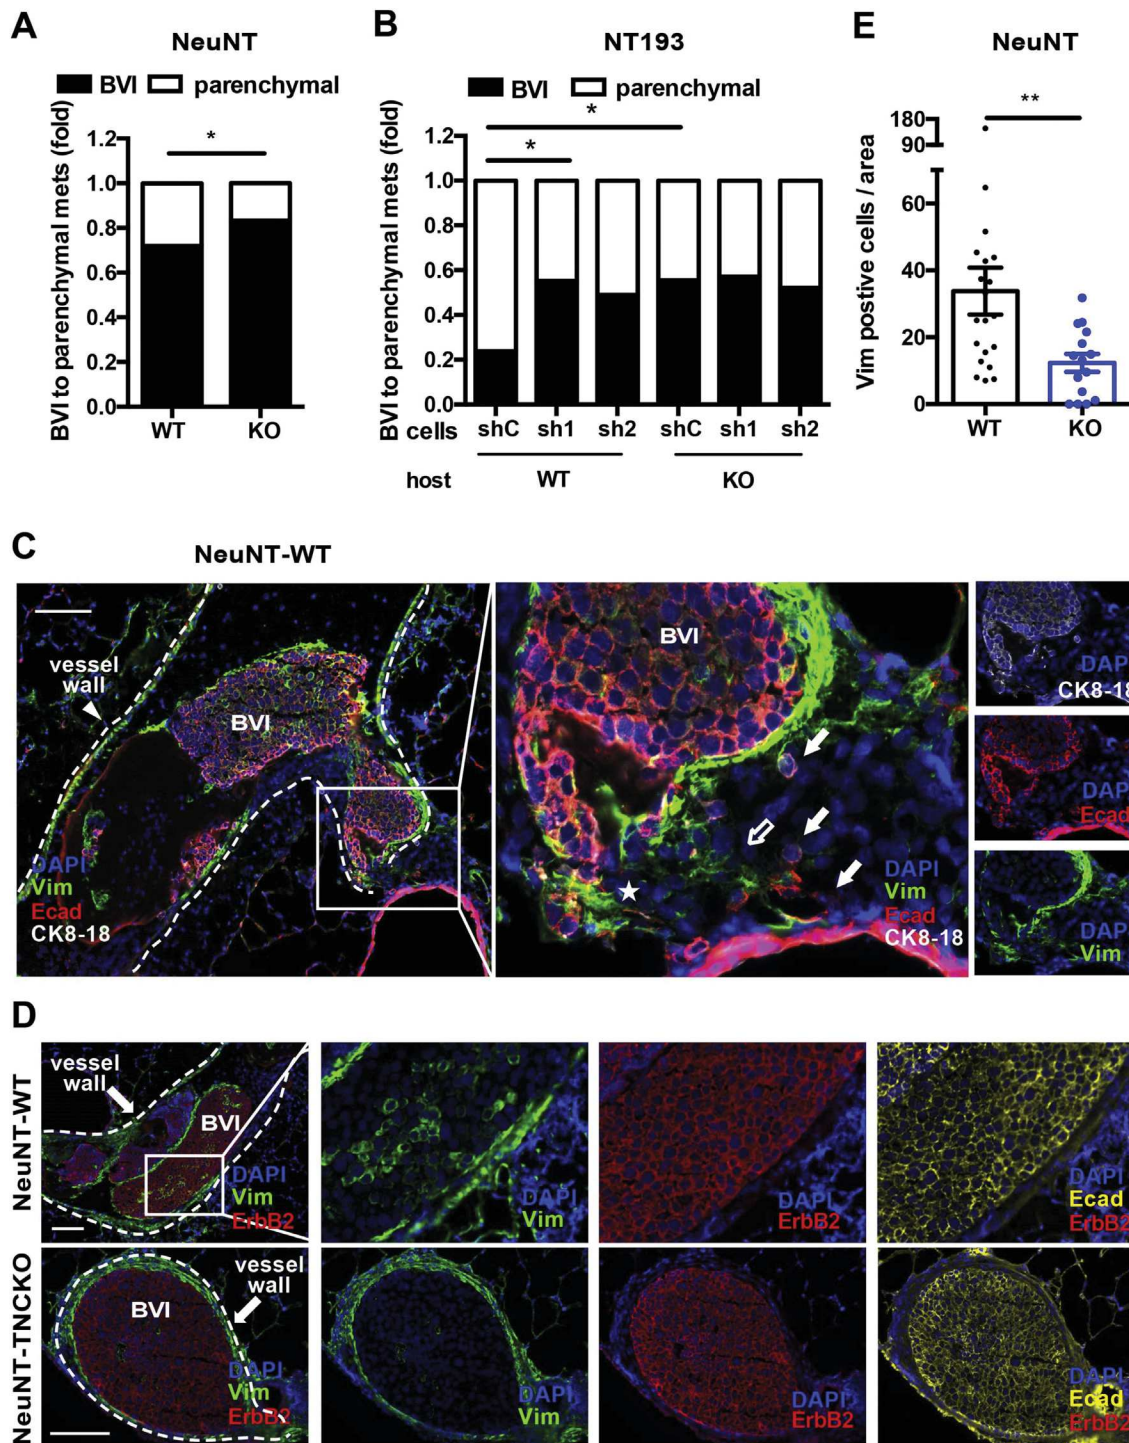 A
NeuNT
BVI parenchymal
BVI to parenchymal mets (fold)
1.2
1.0
0.8
0.6
0.4
0.2
0.0
*
WT KO
B
NT193
BVI parenchymal
BVI to parenchymal mets (fold)
1.2
1.0
0.8
0.6
0.4
0.2
0.0
*
*
cells shC sh1 sh2 shC sh1 sh2
host WT KO
E
NeuNT
Vim postive cells / area
180
90
60
40
20
0
**
WT KO
C
NeuNT-WT
vessel
wall
BVI
DAPI
Vim
Ecad
CK8-18
BVI
DAPI
Vim
Ecad
CK8-18
DAPI
CK8-18
DAPI
Ecad
DAPI
Vim
D
NeuNT-WT
vessel
wall
BVI
DAPI
Vim
ErbB2
DAPI
Vim
DAPI
ErbB2
DAPI
Ecad
ErbB2
NeuNT-TNCKO
vessel
wall
BVI
DAPI
Vim
ErbB2
DAPI
Vim
DAPI
ErbB2
DAPI
Ecad
ErbB2